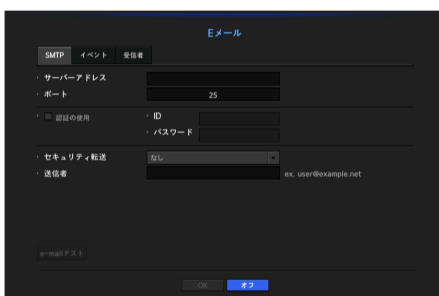 Eメール
SMTP イベント 受信者
サーバーアドレス
ポート 25
認証の使用 ID
パスワード
セキュリティ転送 なし
送信者 ex. user@example.net
e-mailテスト
OK オフ